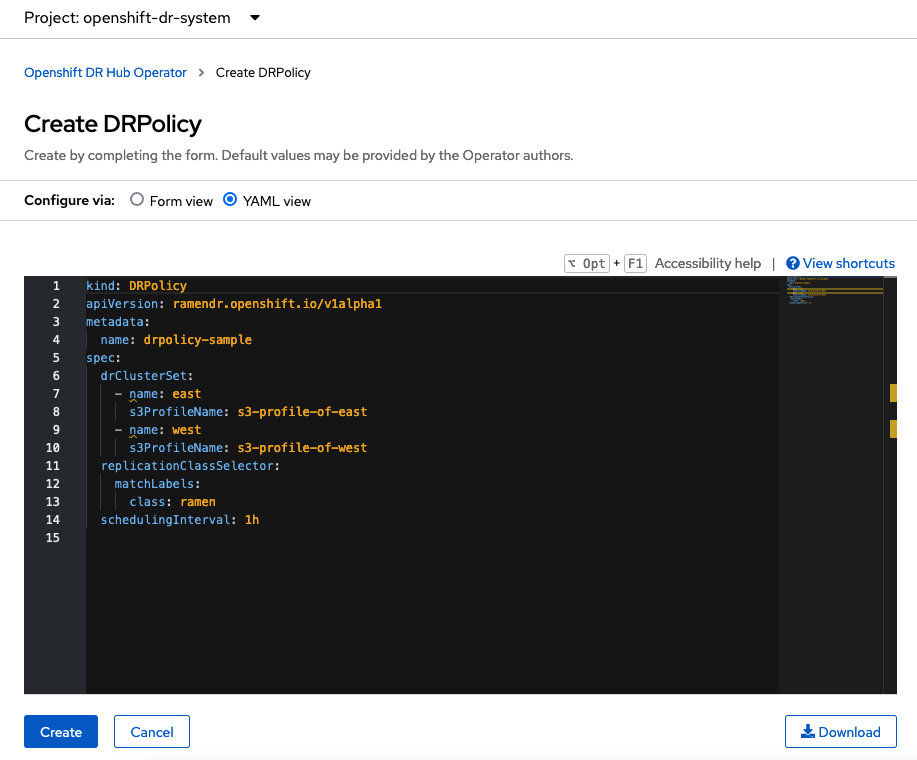 Project: openshift-dr-system
Openshift DR Hub Operator > Create DRPolicy
Create DRPolicy
Create by completing the form. Default values may be provided by the Operator authors.
Configure via: Form view YAML view
⌥ Opt + F1 Accessibility help | View shortcuts
1 kind: DRPolicy
2 apiVersion: ramendr.openshift.io/v1alpha1
3 metadata:
4 name: drpolicy-sample
5 spec:
6 drClusterSet:
7 - name: east
8 s3ProfileName: s3-profile-of-east
9 - name: west
10 s3ProfileName: s3-profile-of-west
11 replicationClassSelector:
12 matchLabels:
13 class: ramen
14 schedulingInterval: 1h
15
Create Cancel Download